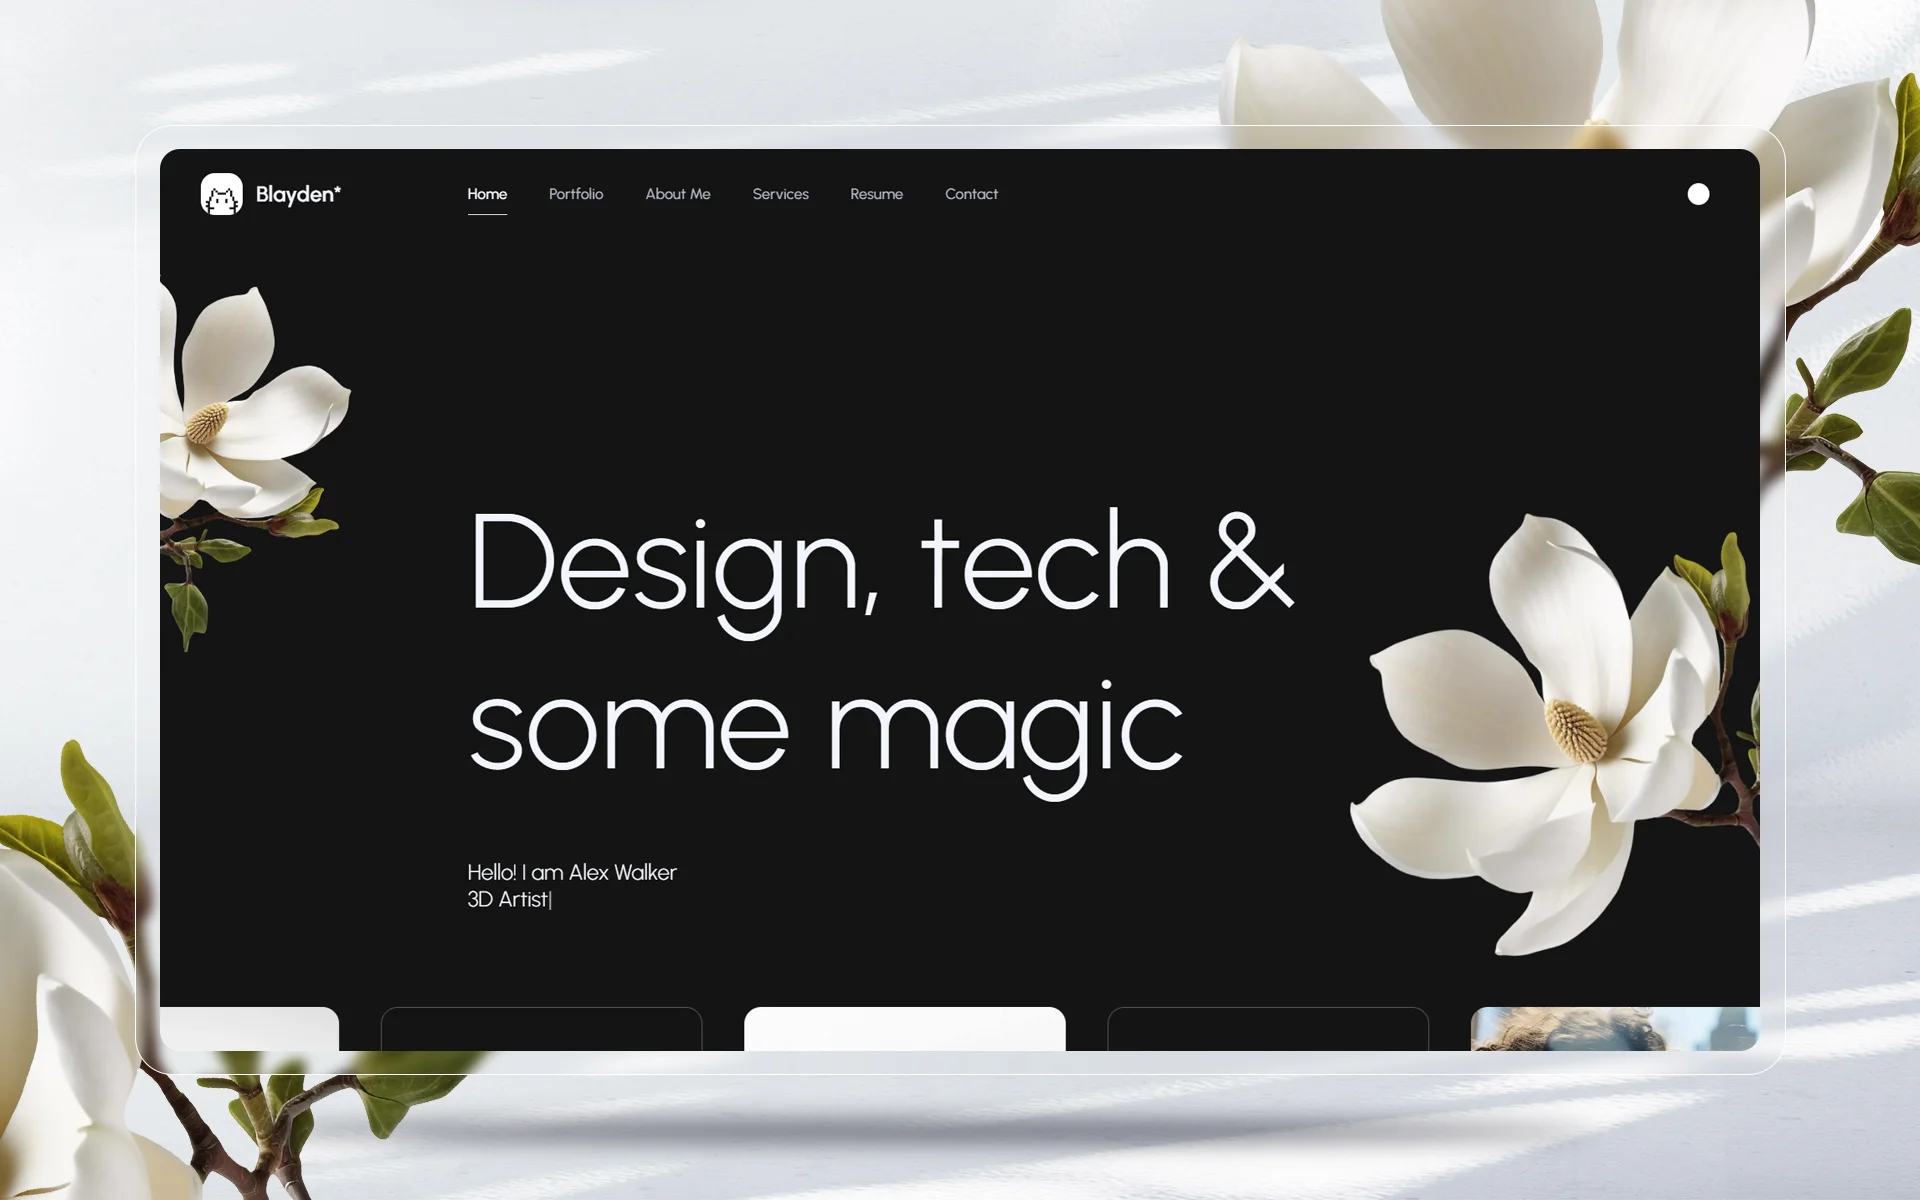 Blayden*
Home Portfolio About Me Services Resume Contact
Design, tech &
some magic
Hello! I am Alex Walker
3D Artist|